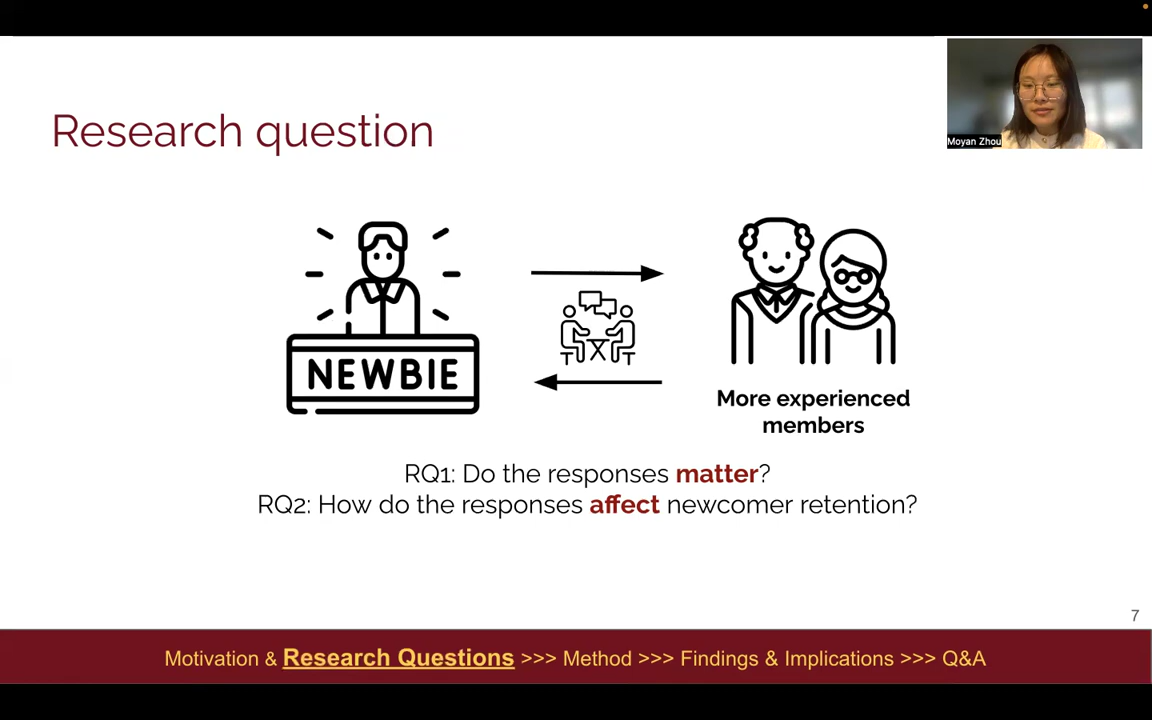 Research question
Moyan Zhou
NEWBIE
More experienced
members
RQ1: Do the responses matter?
RQ2: How do the responses affect newcomer retention?
7
Motivation & Research Questions >>> Method >>> Findings & Implications >>> Q&A